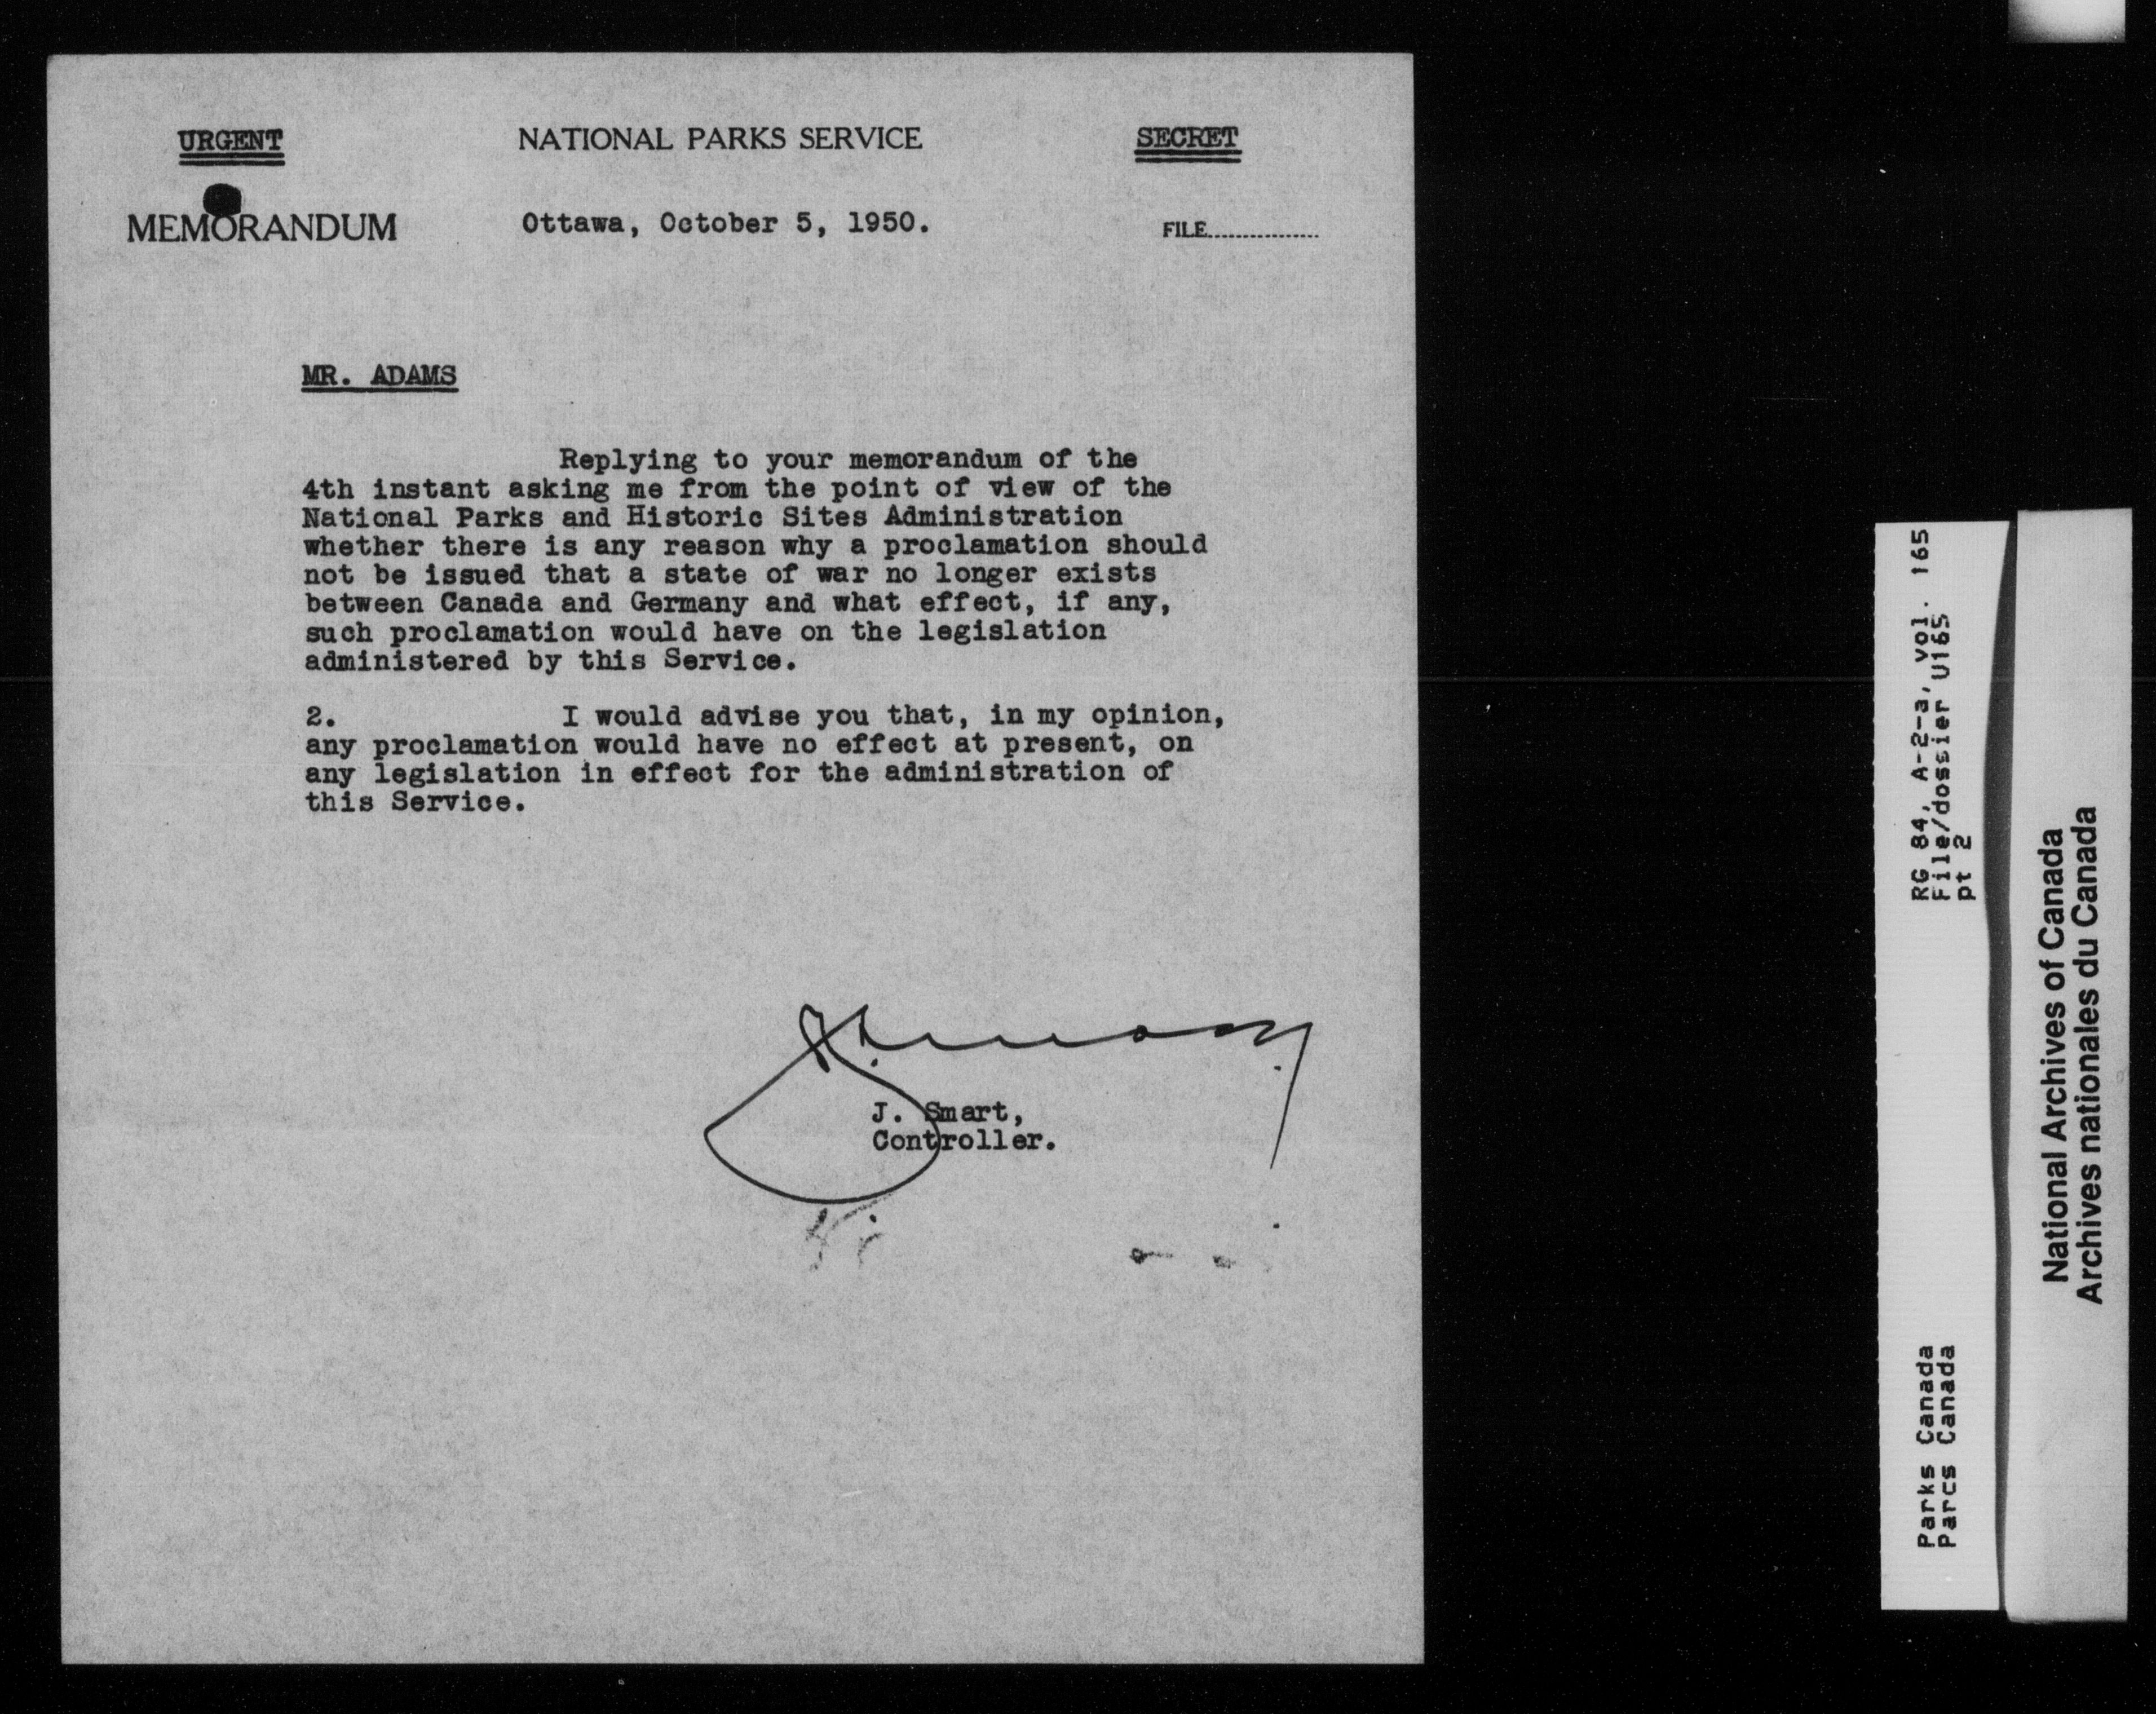 URGENT
NATIONAL PARKS SERVICE
SECRET
MEMORANDUM
Ottawa, October 5, 1950.
FILE...............
MR. ADAMS
Replying to your memorandum of the
4th instant asking me from the point of view of the
National Parks and Historic Sites Administration
whether there is any reason why a proclamation should
not be issued that a state of war no longer exists
between Canada and Germany and what effect, if any,
such proclamation would have on the legislation
administered by this Service.
2. I would advise you that, in my opinion,
any proclamation would have no effect at present, on
any legislation in effect for the administration of
this Service.
J. Smart,
Controller.
RG 84, A-2-a, vol. 165
File/dossier U165
pt 2
Parks Canada
Parcs Canada
National Archives of Canada
Archives nationales du Canada